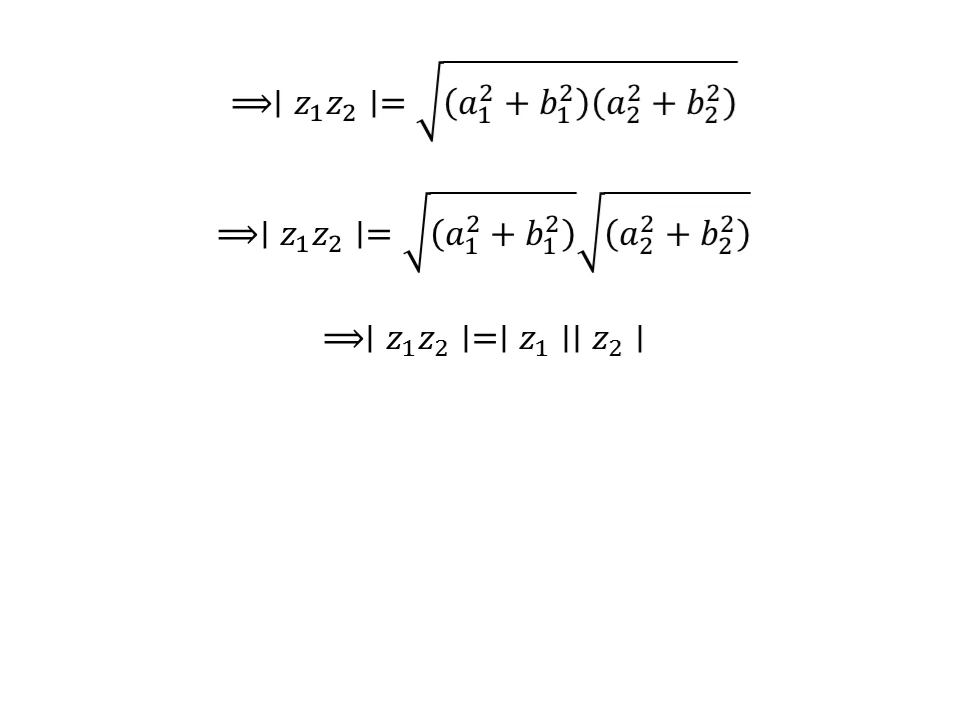 ⟹| z₁z₂ |= √(a₁² + b₁²)(a₂² + b₂²)
⟹| z₁z₂ |= √(a₁² + b₁²)√(a₂² + b₂²)
⟹| z₁z₂ |=| z₁ || z₂ |